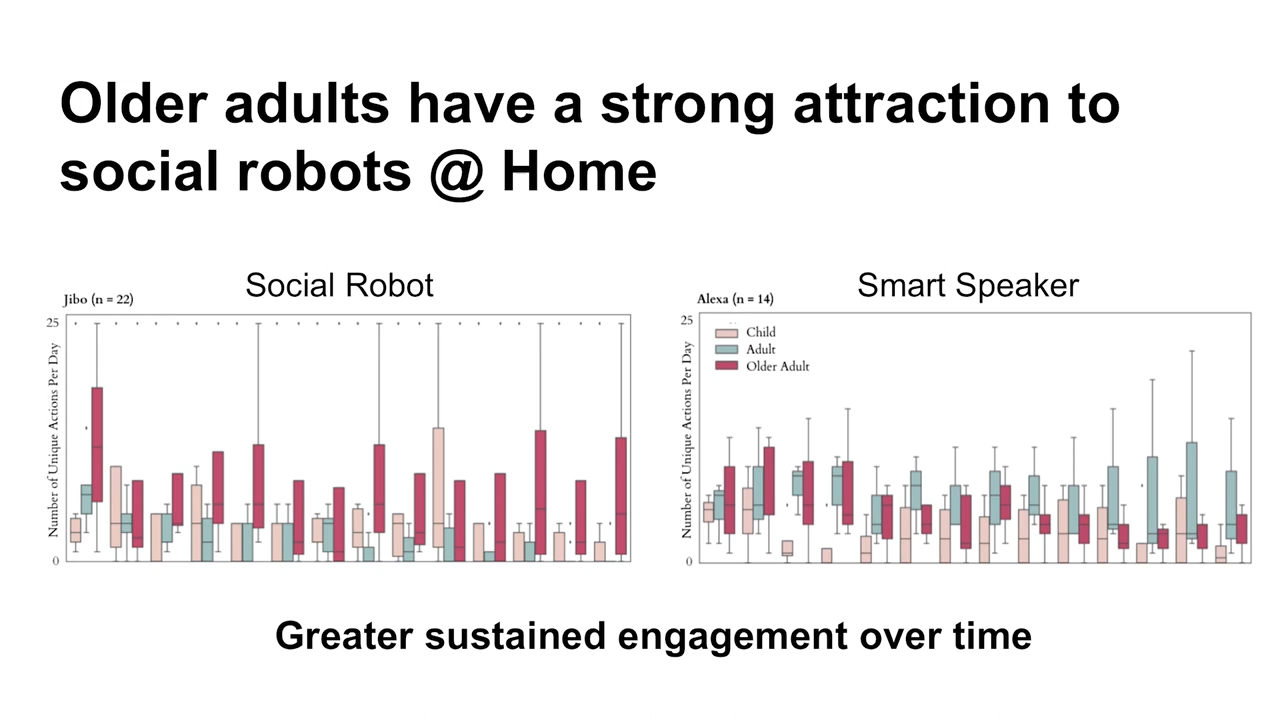 Older adults have a strong attraction to
social robots @ Home
Social Robot
Jibo (n = 22)
25
Number of Unique Actions Per Day
0
Smart Speaker
Alexa (n = 14)
25
Number of Unique Actions Per Day
0
Child
Adult
Older Adult
Greater sustained engagement over time